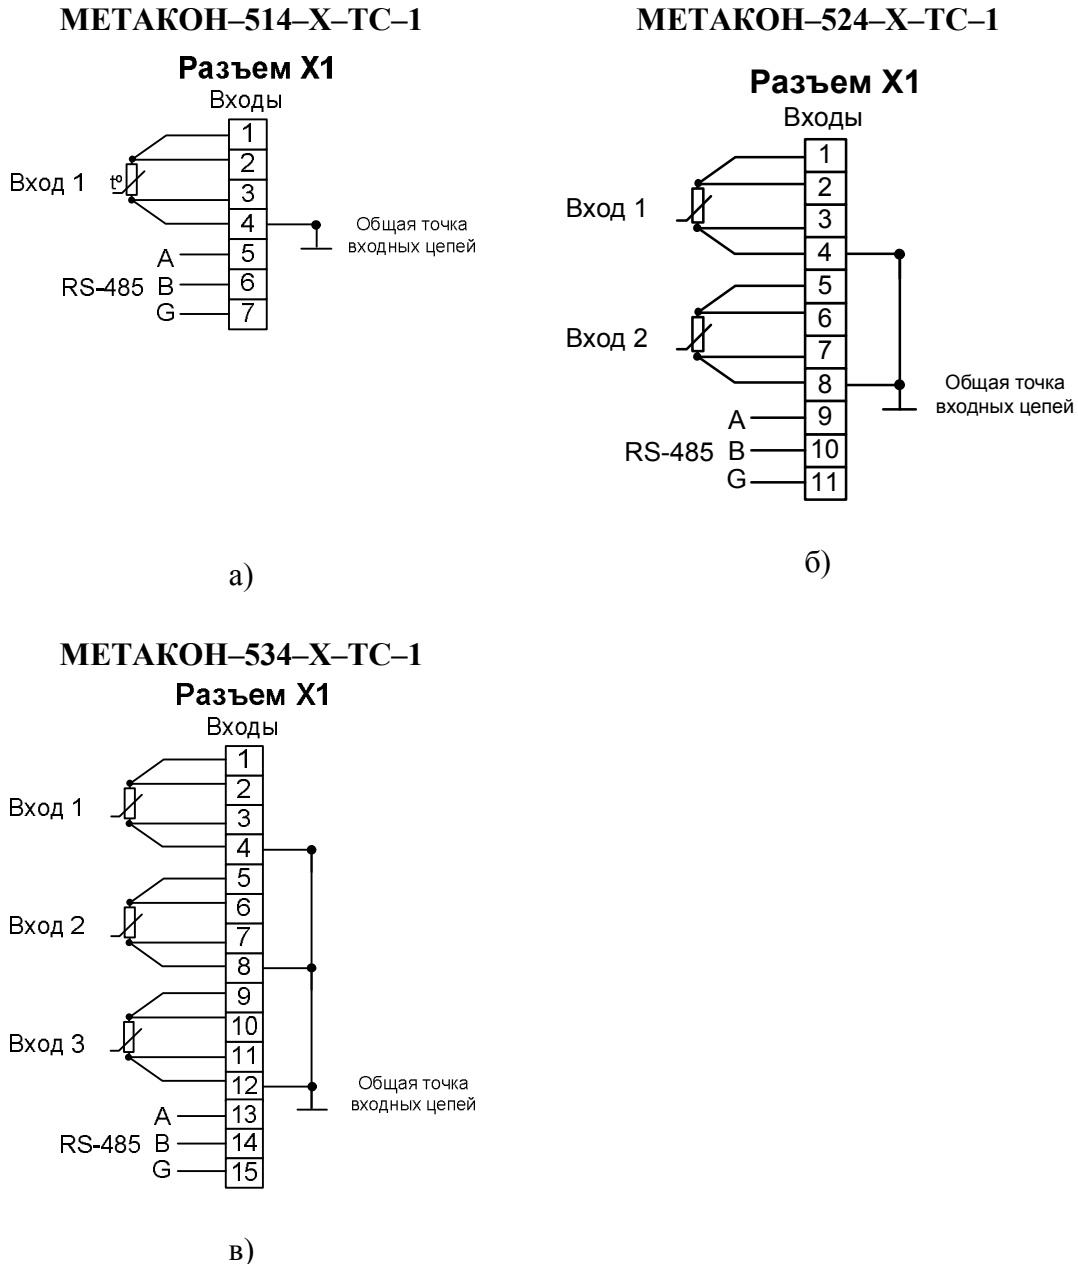 МЕТАКОН–514–Х–ТС–1
Разъем X1
Входы
1
2
Вход 1 tº
3
4
Общая точка
входных цепей
A 5
RS-485 B 6
G 7
а)
МЕТАКОН–524–Х–ТС–1
Разъем X1
Входы
1
2
Вход 1
3
4
5
6
Вход 2
7
8
Общая точка
входных цепей
A 9
RS-485 B 10
G 11
б)
МЕТАКОН–534–Х–ТС–1
Разъем X1
Входы
1
2
Вход 1
3
4
5
6
Вход 2
7
8
9
10
Вход 3
11
12
Общая точка
входных цепей
A 13
RS-485 B 14
G 15
в)